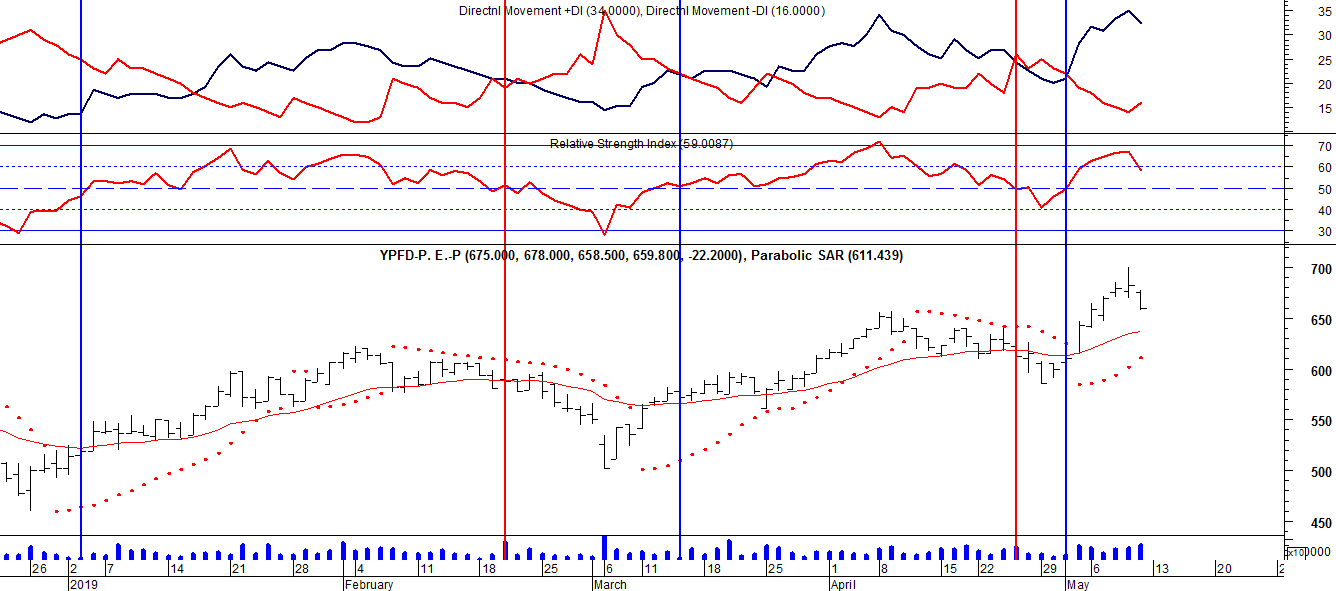 Directnl Movement +DI (34.0000), Directnl Movement -DI (16.0000)
35
30
25
20
15
Relative Strength Index (59.0087)
70
60
50
40
30
YPFD-P. E.-P (675.000, 678.000, 658.500, 659.800, -22.2000), Parabolic SAR (611.439)
700
650
600
550
500
450
x10 0000
26 2 7 14 21 28 4 11 18 25 6 11 18 25 1 8 15 22 29 6 13 20 2
2019 February March April May